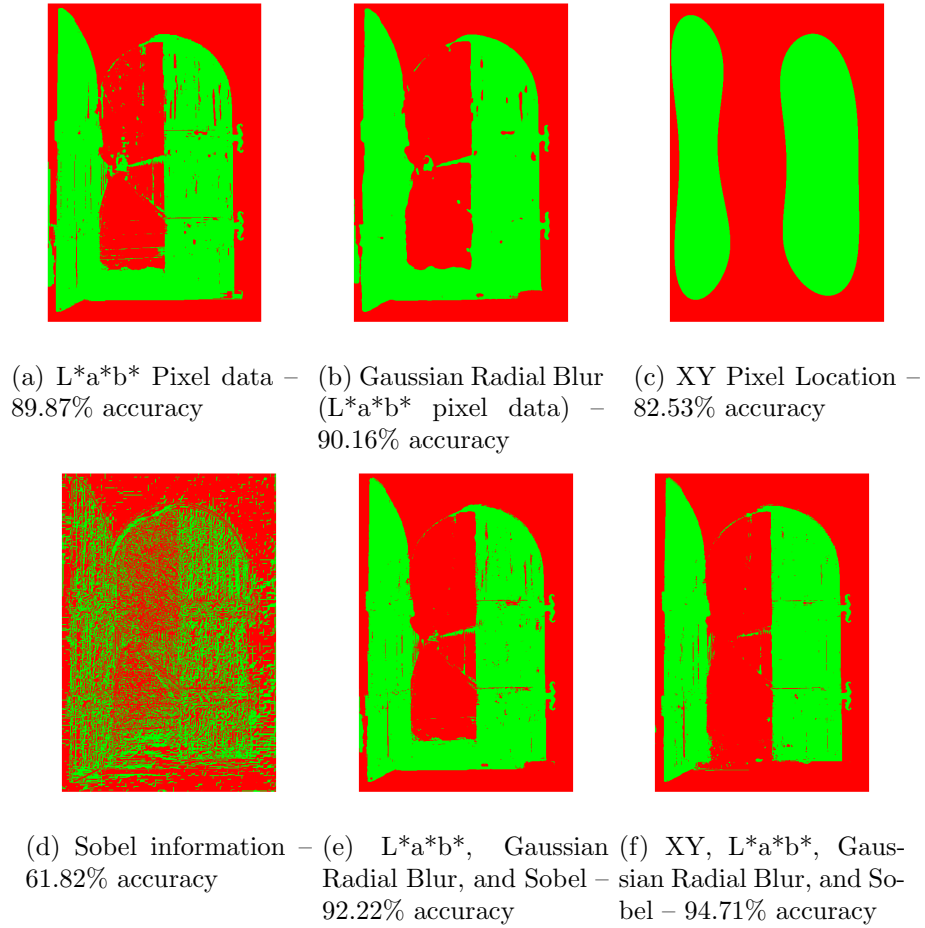 (a) L*a*b* Pixel data –
89.87% accuracy
(b) Gaussian Radial Blur
(L*a*b* pixel data) –
90.16% accuracy
(c) XY Pixel Location –
82.53% accuracy
(d) Sobel information –
61.82% accuracy
(e) L*a*b*, Gaussian
Radial Blur, and Sobel –
92.22% accuracy
(f) XY, L*a*b*, Gaus-
sian Radial Blur, and So-
bel – 94.71% accuracy